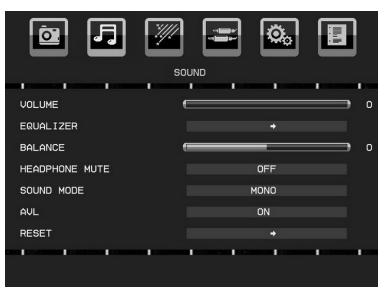 SOUND
VOLUME 0
EQUALIZER
BALANCE 0
HEADPHONE MUTE OFF
SOUND MODE MONO
AVL ON
RESET